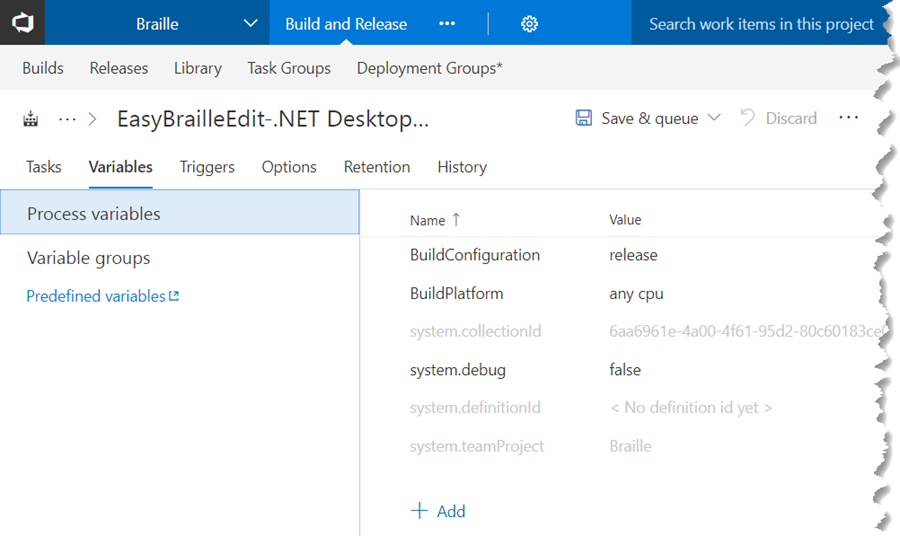 Braille Build and Release ••• Search work items in this project
Builds Releases Library Task Groups Deployment Groups*
··· > EasyBrailleEdit-.NET Desktop... Save & queue Discard ···
Tasks Variables Triggers Options Retention History
Process variables
Variable groups
Predefined variables
Name ↑ Value
BuildConfiguration release
BuildPlatform any cpu
system.collectionId 6aa6961e-4a00-4f61-95d2-80c60183ce
system.debug false
system.definitionId < No definition id yet >
system.teamProject Braille
+ Add